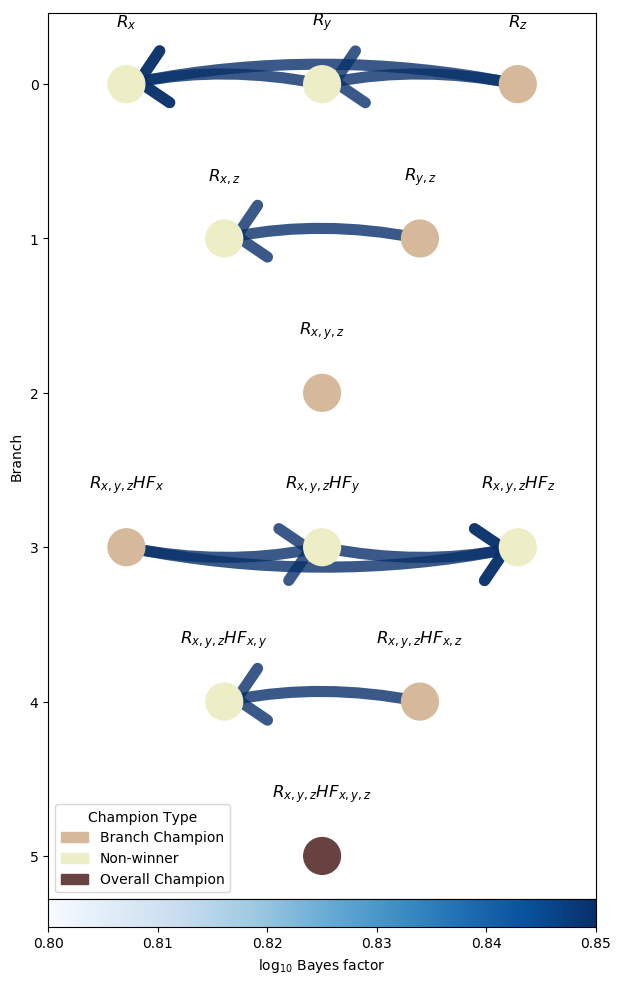 R_x R_y R_z
0
R_{x,z} R_{y,z}
1
R_{x,y,z}
2
Branch
R_{x,y,z}HF_x R_{x,y,z}HF_y R_{x,y,z}HF_z
3
R_{x,y,z}HF_{x,y} R_{x,y,z}HF_{x,z}
4
R_{x,y,z}HF_{x,y,z}
5
Champion Type
Branch Champion
Non-winner
Overall Champion
0.80 0.81 0.82 0.83 0.84 0.85
log_{10} Bayes factor